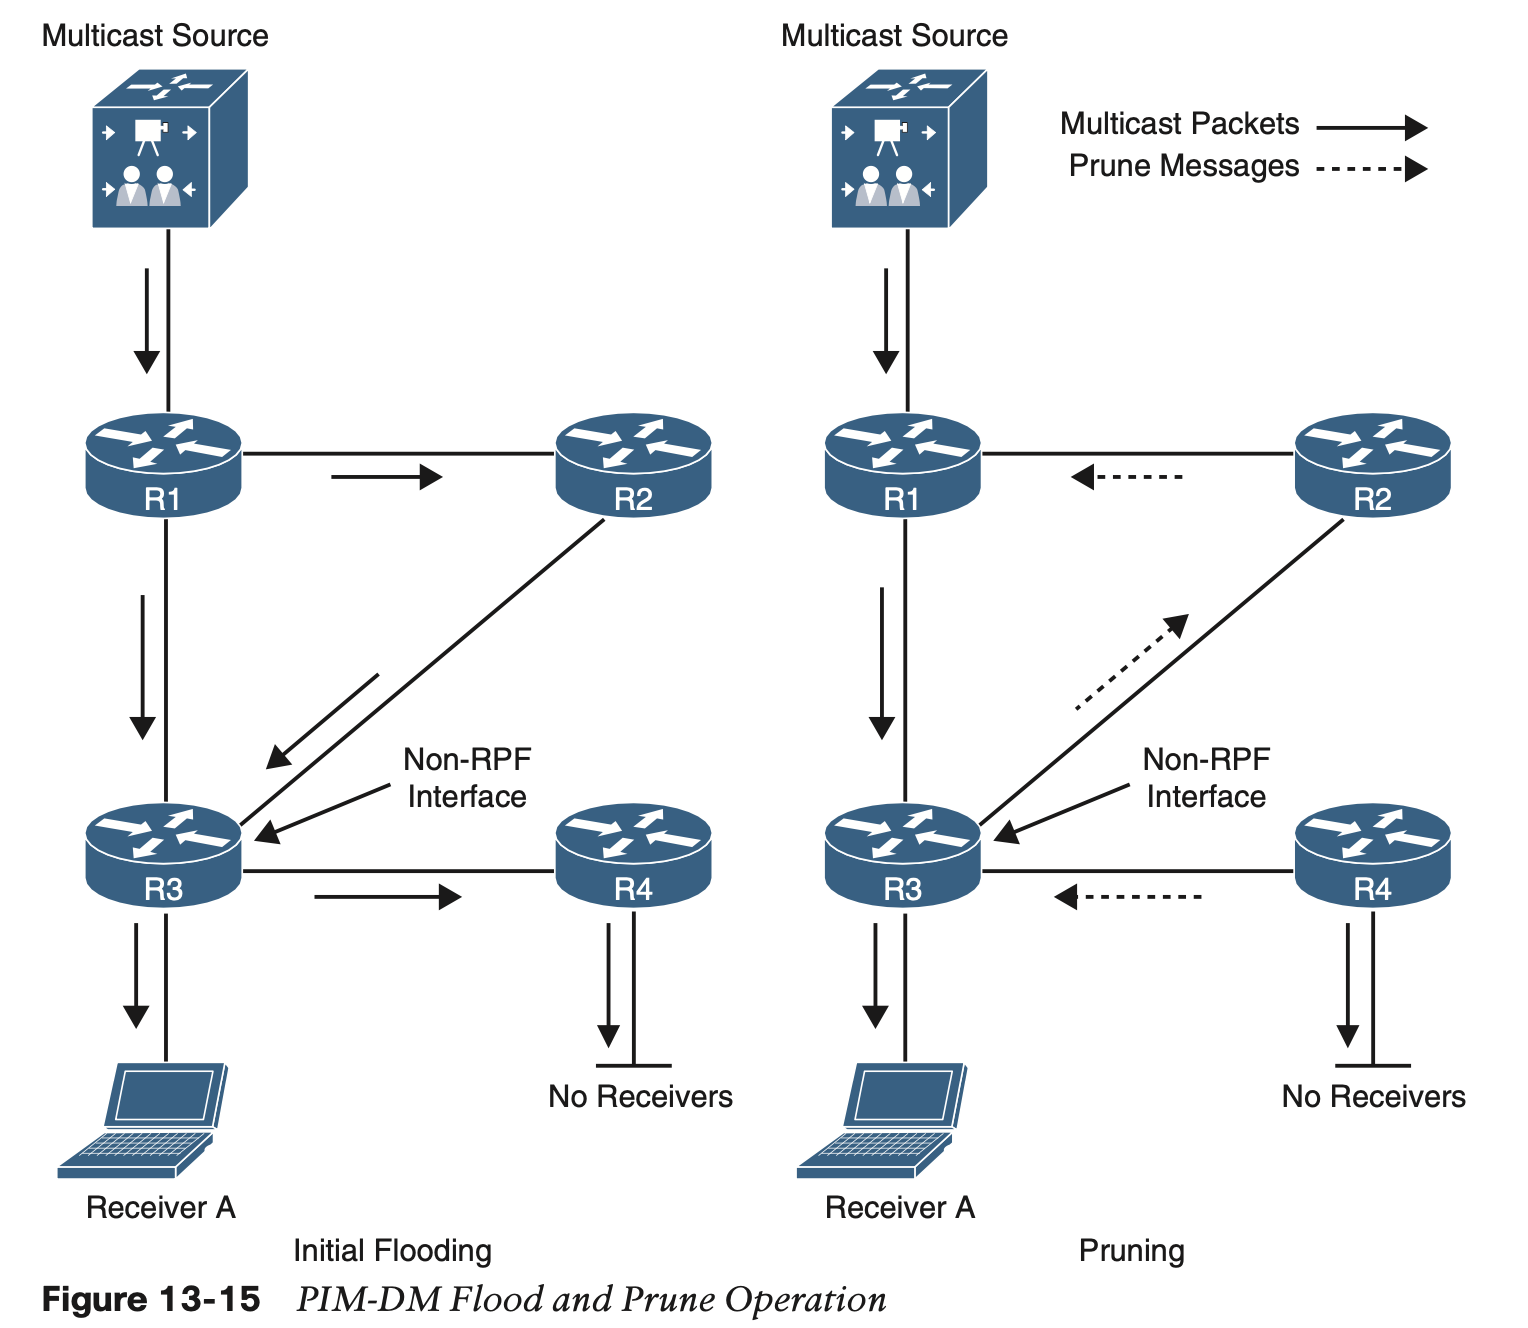 Multicast Source
Multicast Source
Multicast Packets
Prune Messages
R1
R2
R1
R2
Non-RPF
Interface
Non-RPF
Interface
R3
R4
R3
R4
No Receivers
No Receivers
Receiver A
Receiver A
Initial Flooding
Pruning
Figure 13-15 PIM-DM Flood and Prune Operation